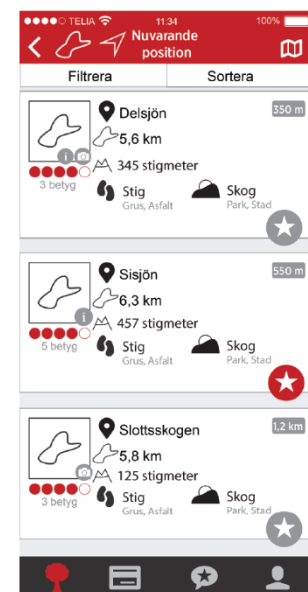 TELIA 11:34 100%
Nuvarande
position
Filtrera Sortera
Delsjön 350 m
5,6 km
345 stigmeter
3 betyg
Stig Skog
Grus, Asfalt Park, Stad
Sisjön 550 m
6,3 km
457 stigmeter
5 betyg
Stig Skog
Grus, Asfalt Park, Stad
Slottsskogen 1,2 km
5,8 km
125 stigmeter
3 betyg
Stig Skog
Grus, Asfalt Park, Stad